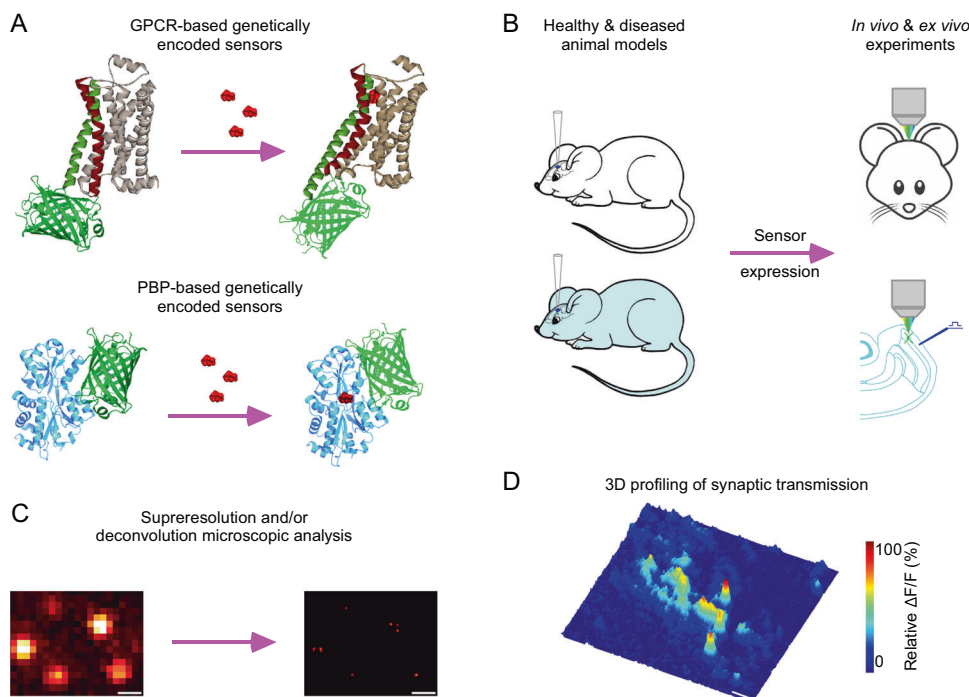 A
GPCR-based genetically
encoded sensors
PBP-based genetically
encoded sensors
B
Healthy & diseased
animal models
In vivo & ex vivo
experiments
Sensor
expression
C
Supreresolution and/or
deconvolution microscopic analysis
D
3D profiling of synaptic transmission
100
0
Relative ΔF/F (%)